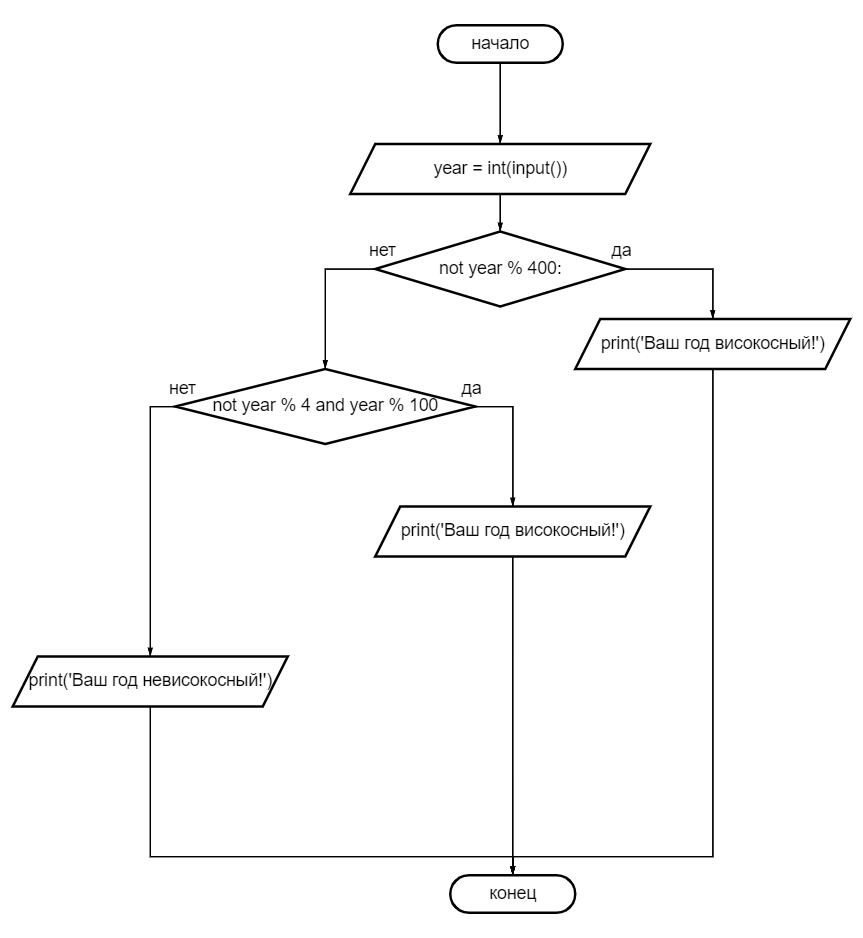 начало
year = int(input())
нет
да
not year % 400:
print('Ваш год високосный!')
нет
да
not year % 4 and year % 100
print('Ваш год високосный!')
print('Ваш год невисокосный!')
конец